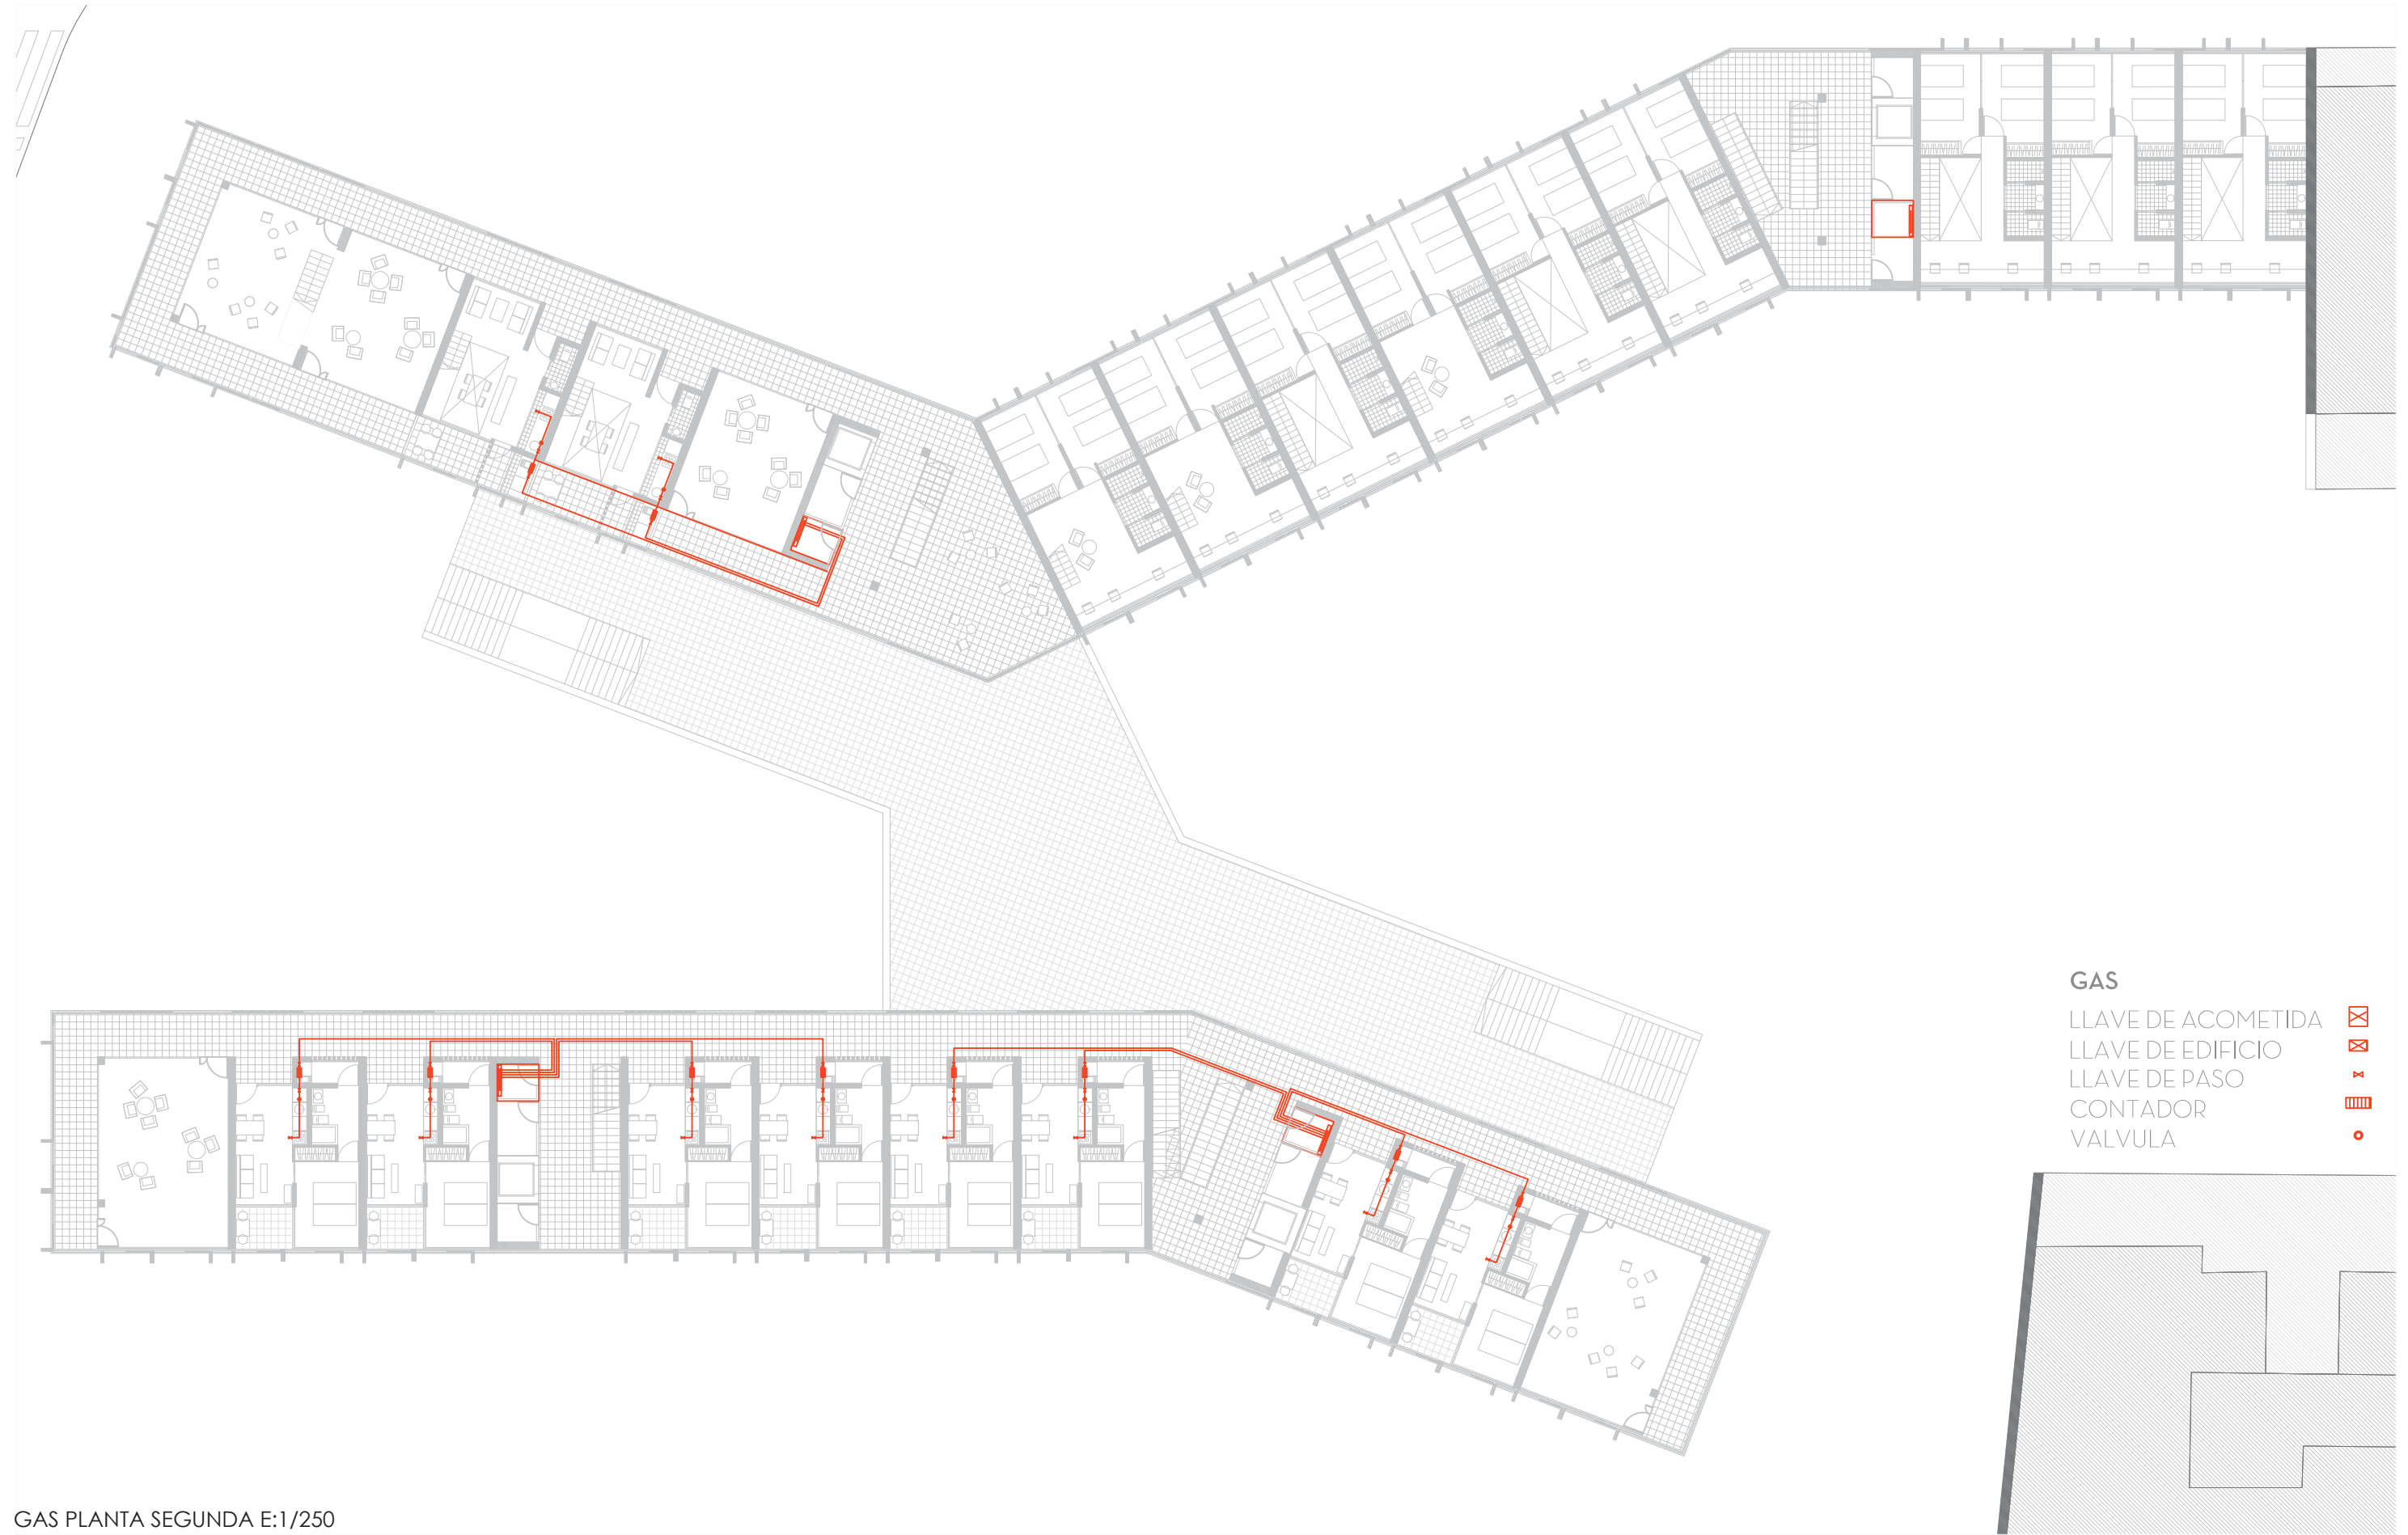 GAS
LLAVE DE ACOMETIDA
LLAVE DE EDIFICIO
LLAVE DE PASO
CONTADOR
VALVULA
GAS PLANTA SEGUNDA E:1/250